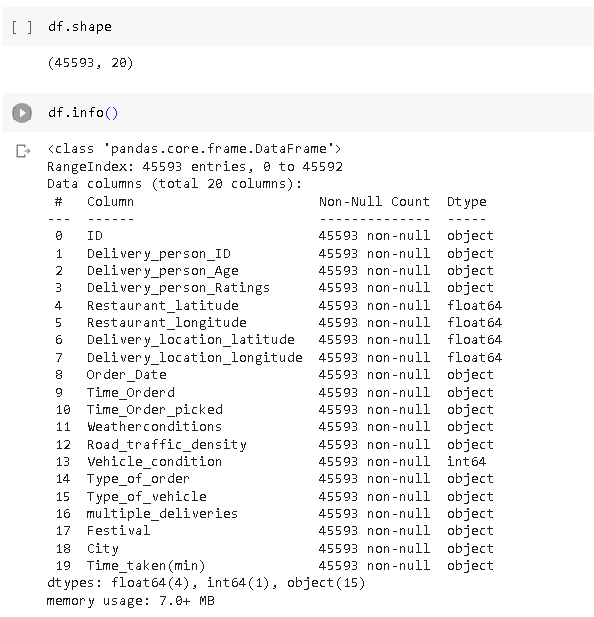 [ ] df.shape
(45593, 20)
df.info()
<class 'pandas.core.frame.DataFrame'>
RangeIndex: 45593 entries, 0 to 45592
Data columns (total 20 columns):
 #   Column                       Non-Null Count  Dtype
---  ------                       --------------  -----
 0   ID                           45593 non-null  object
 1   Delivery_person_ID           45593 non-null  object
 2   Delivery_person_Age          45593 non-null  object
 3   Delivery_person_Ratings      45593 non-null  object
 4   Restaurant_latitude          45593 non-null  float64
 5   Restaurant_longitude         45593 non-null  float64
 6   Delivery_location_latitude   45593 non-null  float64
 7   Delivery_location_longitude  45593 non-null  float64
 8   Order_Date                   45593 non-null  object
 9   Time_Orderd                  45593 non-null  object
 10  Time_Order_picked            45593 non-null  object
 11  Weatherconditions            45593 non-null  object
 12  Road_traffic_density         45593 non-null  object
 13  Vehicle_condition            45593 non-null  int64
 14  Type_of_order                45593 non-null  object
 15  Type_of_vehicle              45593 non-null  object
 16  multiple_deliveries          45593 non-null  object
 17  Festival                     45593 non-null  object
 18  City                         45593 non-null  object
 19  Time_taken(min)              45593 non-null  object
dtypes: float64(4), int64(1), object(15)
memory usage: 7.0+ MB